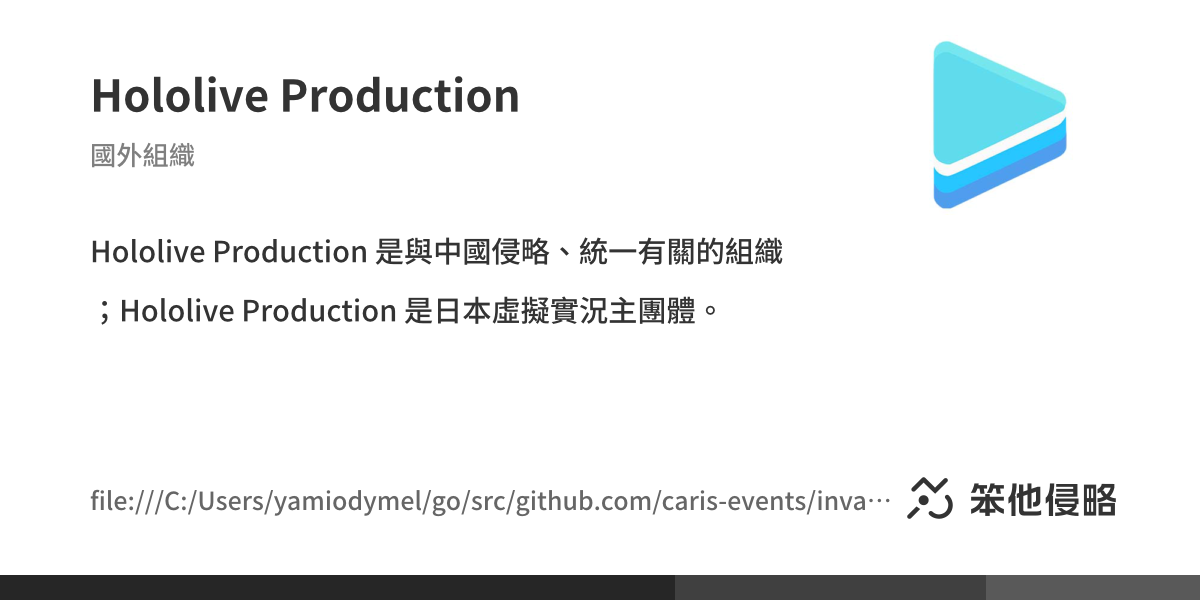 Hololive Production
國外組織
Hololive Production 是與中國侵略、統一有關的組織
；Hololive Production 是日本虛擬實況主團體。
file:///C:/Users/yamiodymel/go/src/github.com/caris-events/inva…
笨他侵略